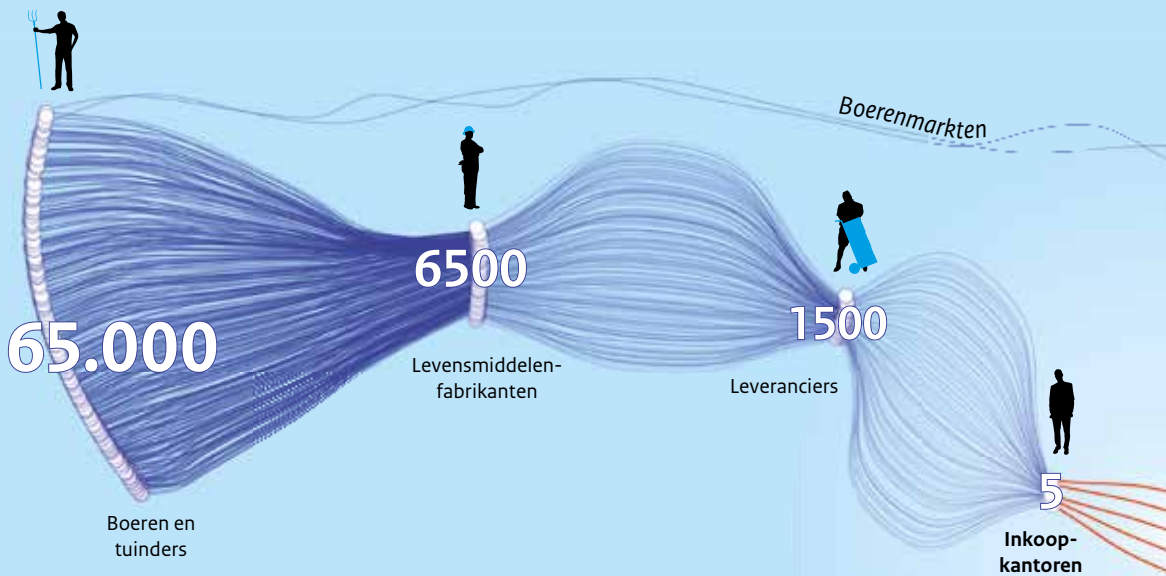 Boerenmarkten
65.000
Boeren en
tuinders
6500
Levensmiddelen-
fabrikanten
1500
Leveranciers
5
Inkoop-
kantoren